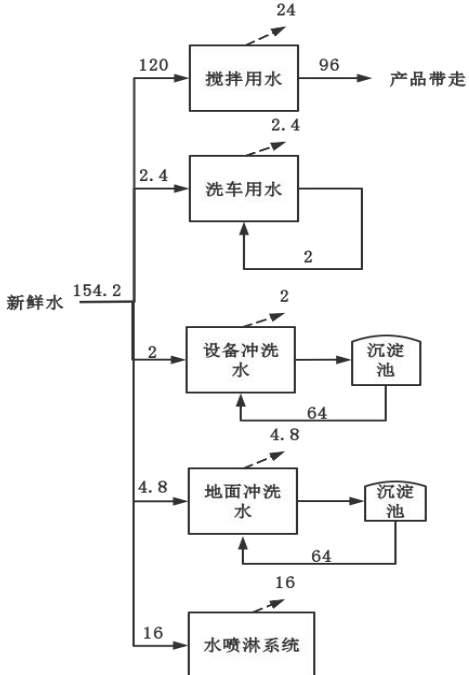 24
120
搅拌用水
96
产品带走
2.4
2.4
洗车用水
2
154.2
新鲜水
2
2
设备冲洗
水
沉淀
池
64
4.8
4.8
地面冲洗
水
沉淀
池
64
16
16
水喷淋系统